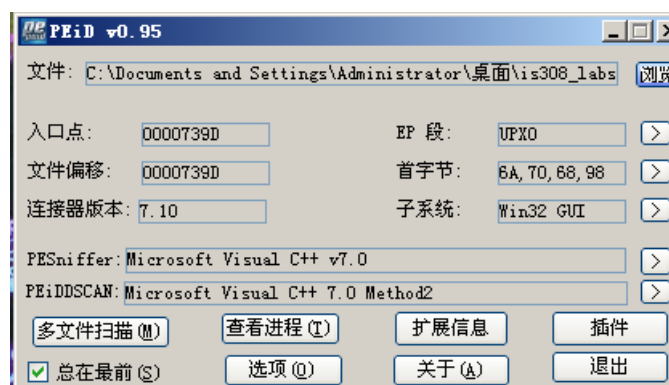 PEiD v0.95
文件: C:\Documents and Settings\Administrator\桌面\is308_labs 浏览
入口点: 0000739D EP 段: UPX0 >
文件偏移: 0000739D 首字节: 6A,70,68,98 >
连接器版本: 7.10 子系统: Win32 GUI >
PESniffer: Microsoft Visual C++ v7.0 >
PEiDDSCAN: Microsoft Visual C++ 7.0 Method2 >
多文件扫描(M) 查看进程(T) 扩展信息 插件
总在最前(S) 选项(O) 关于(A) 退出